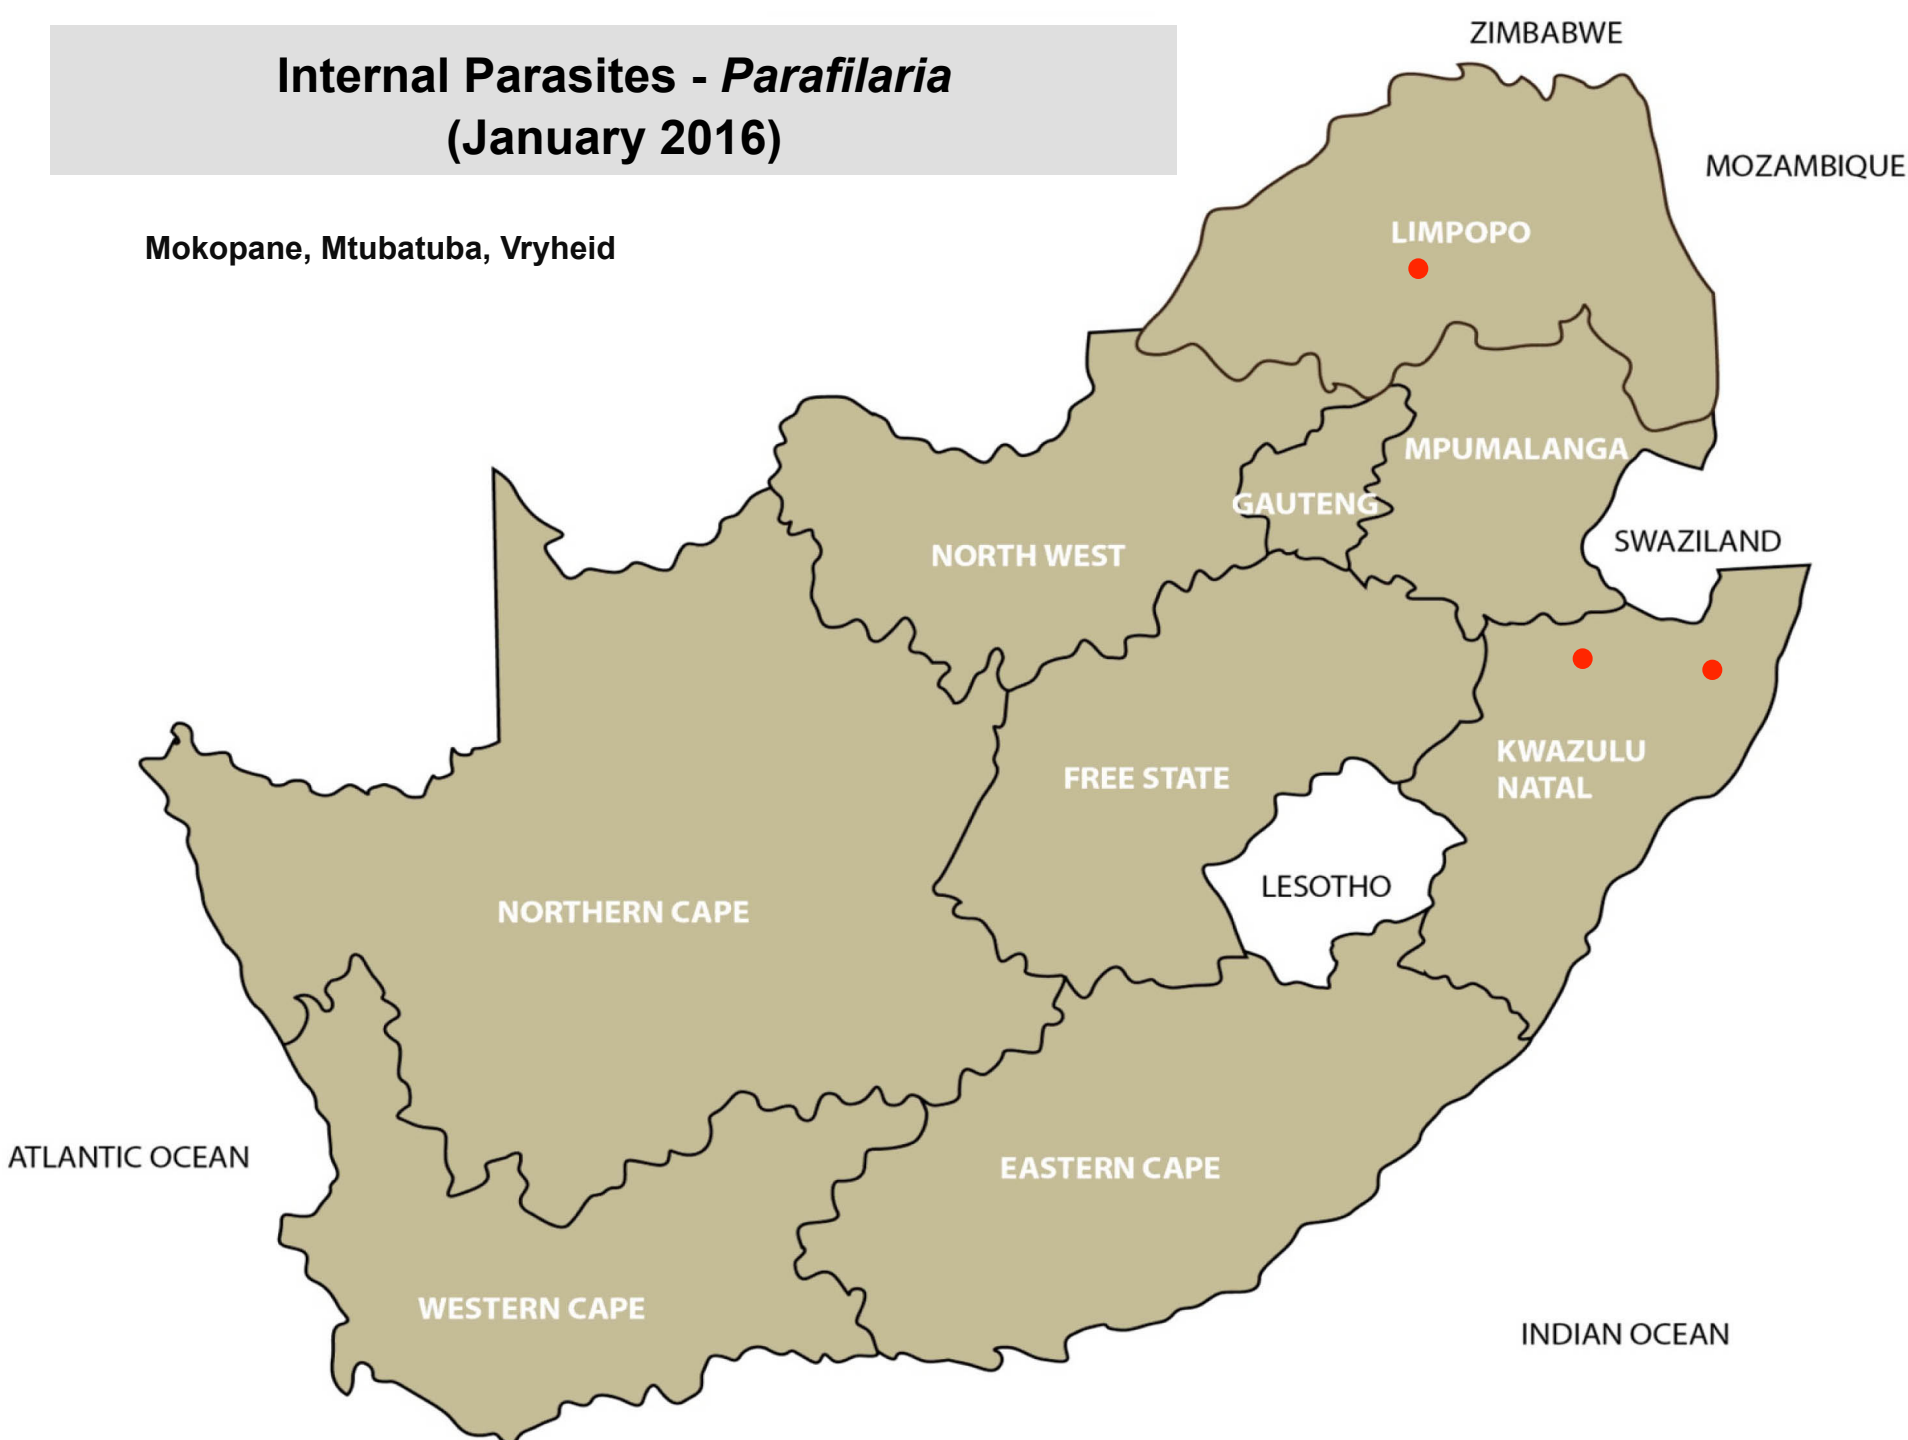 Internal Parasites - Parafilaria
(January 2016)
Mokopane, Mtubatuba, Vryheid
ZIMBABWE
MOZAMBIQUE
LIMPOPO
MPUMALANGA
GAUTENG
SWAZILAND
NORTH WEST
KWAZULU
NATAL
FREE STATE
LESOTHO
NORTHERN CAPE
ATLANTIC OCEAN
EASTERN CAPE
WESTERN CAPE
INDIAN OCEAN